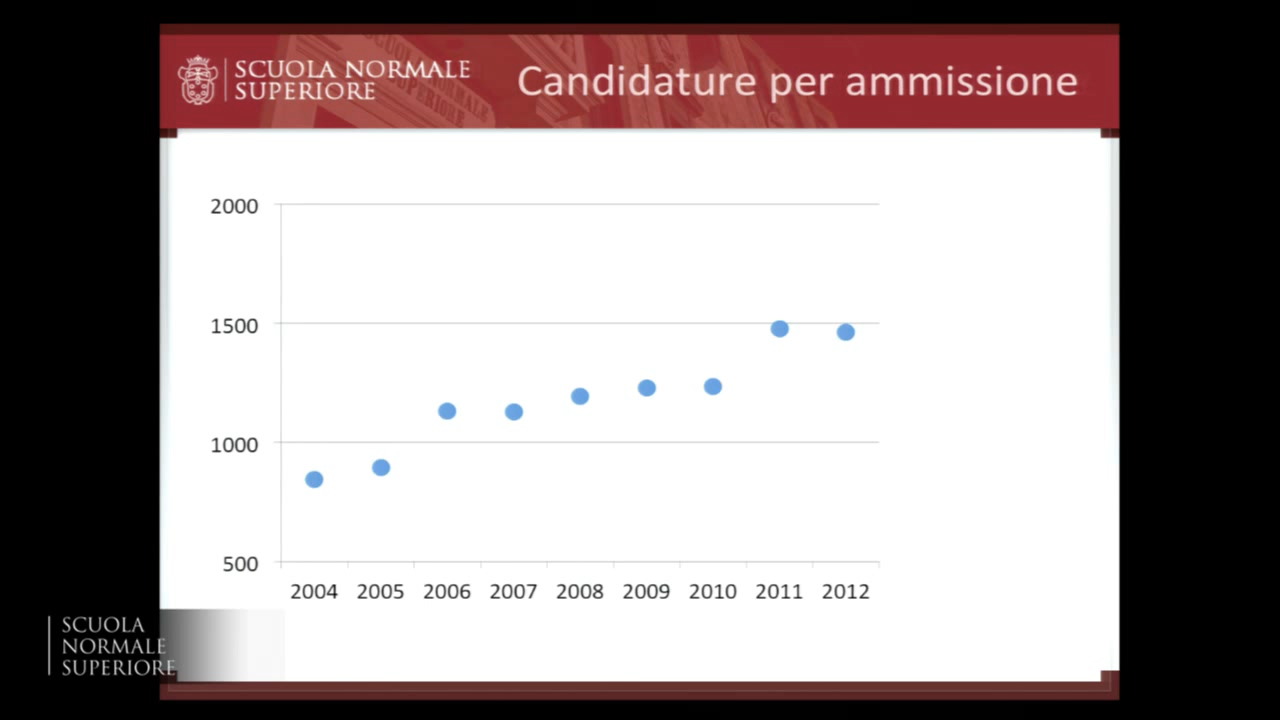 SCUOLA NORMALE
SUPERIORE
Candidature per ammissione
2000
1500
1000
500
2004 2005 2006 2007 2008 2009 2010 2011 2012
SCUOLA
NORMALE
SUPERIORE